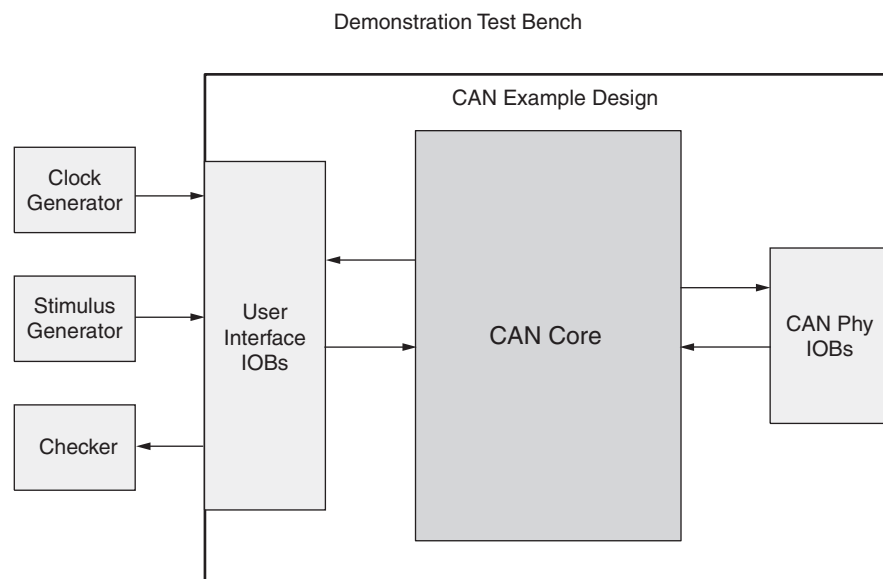 Demonstration Test Bench
CAN Example Design
Clock
Generator
Stimulus
Generator
Checker
User
Interface
IOBs
CAN Core
CAN Phy
IOBs